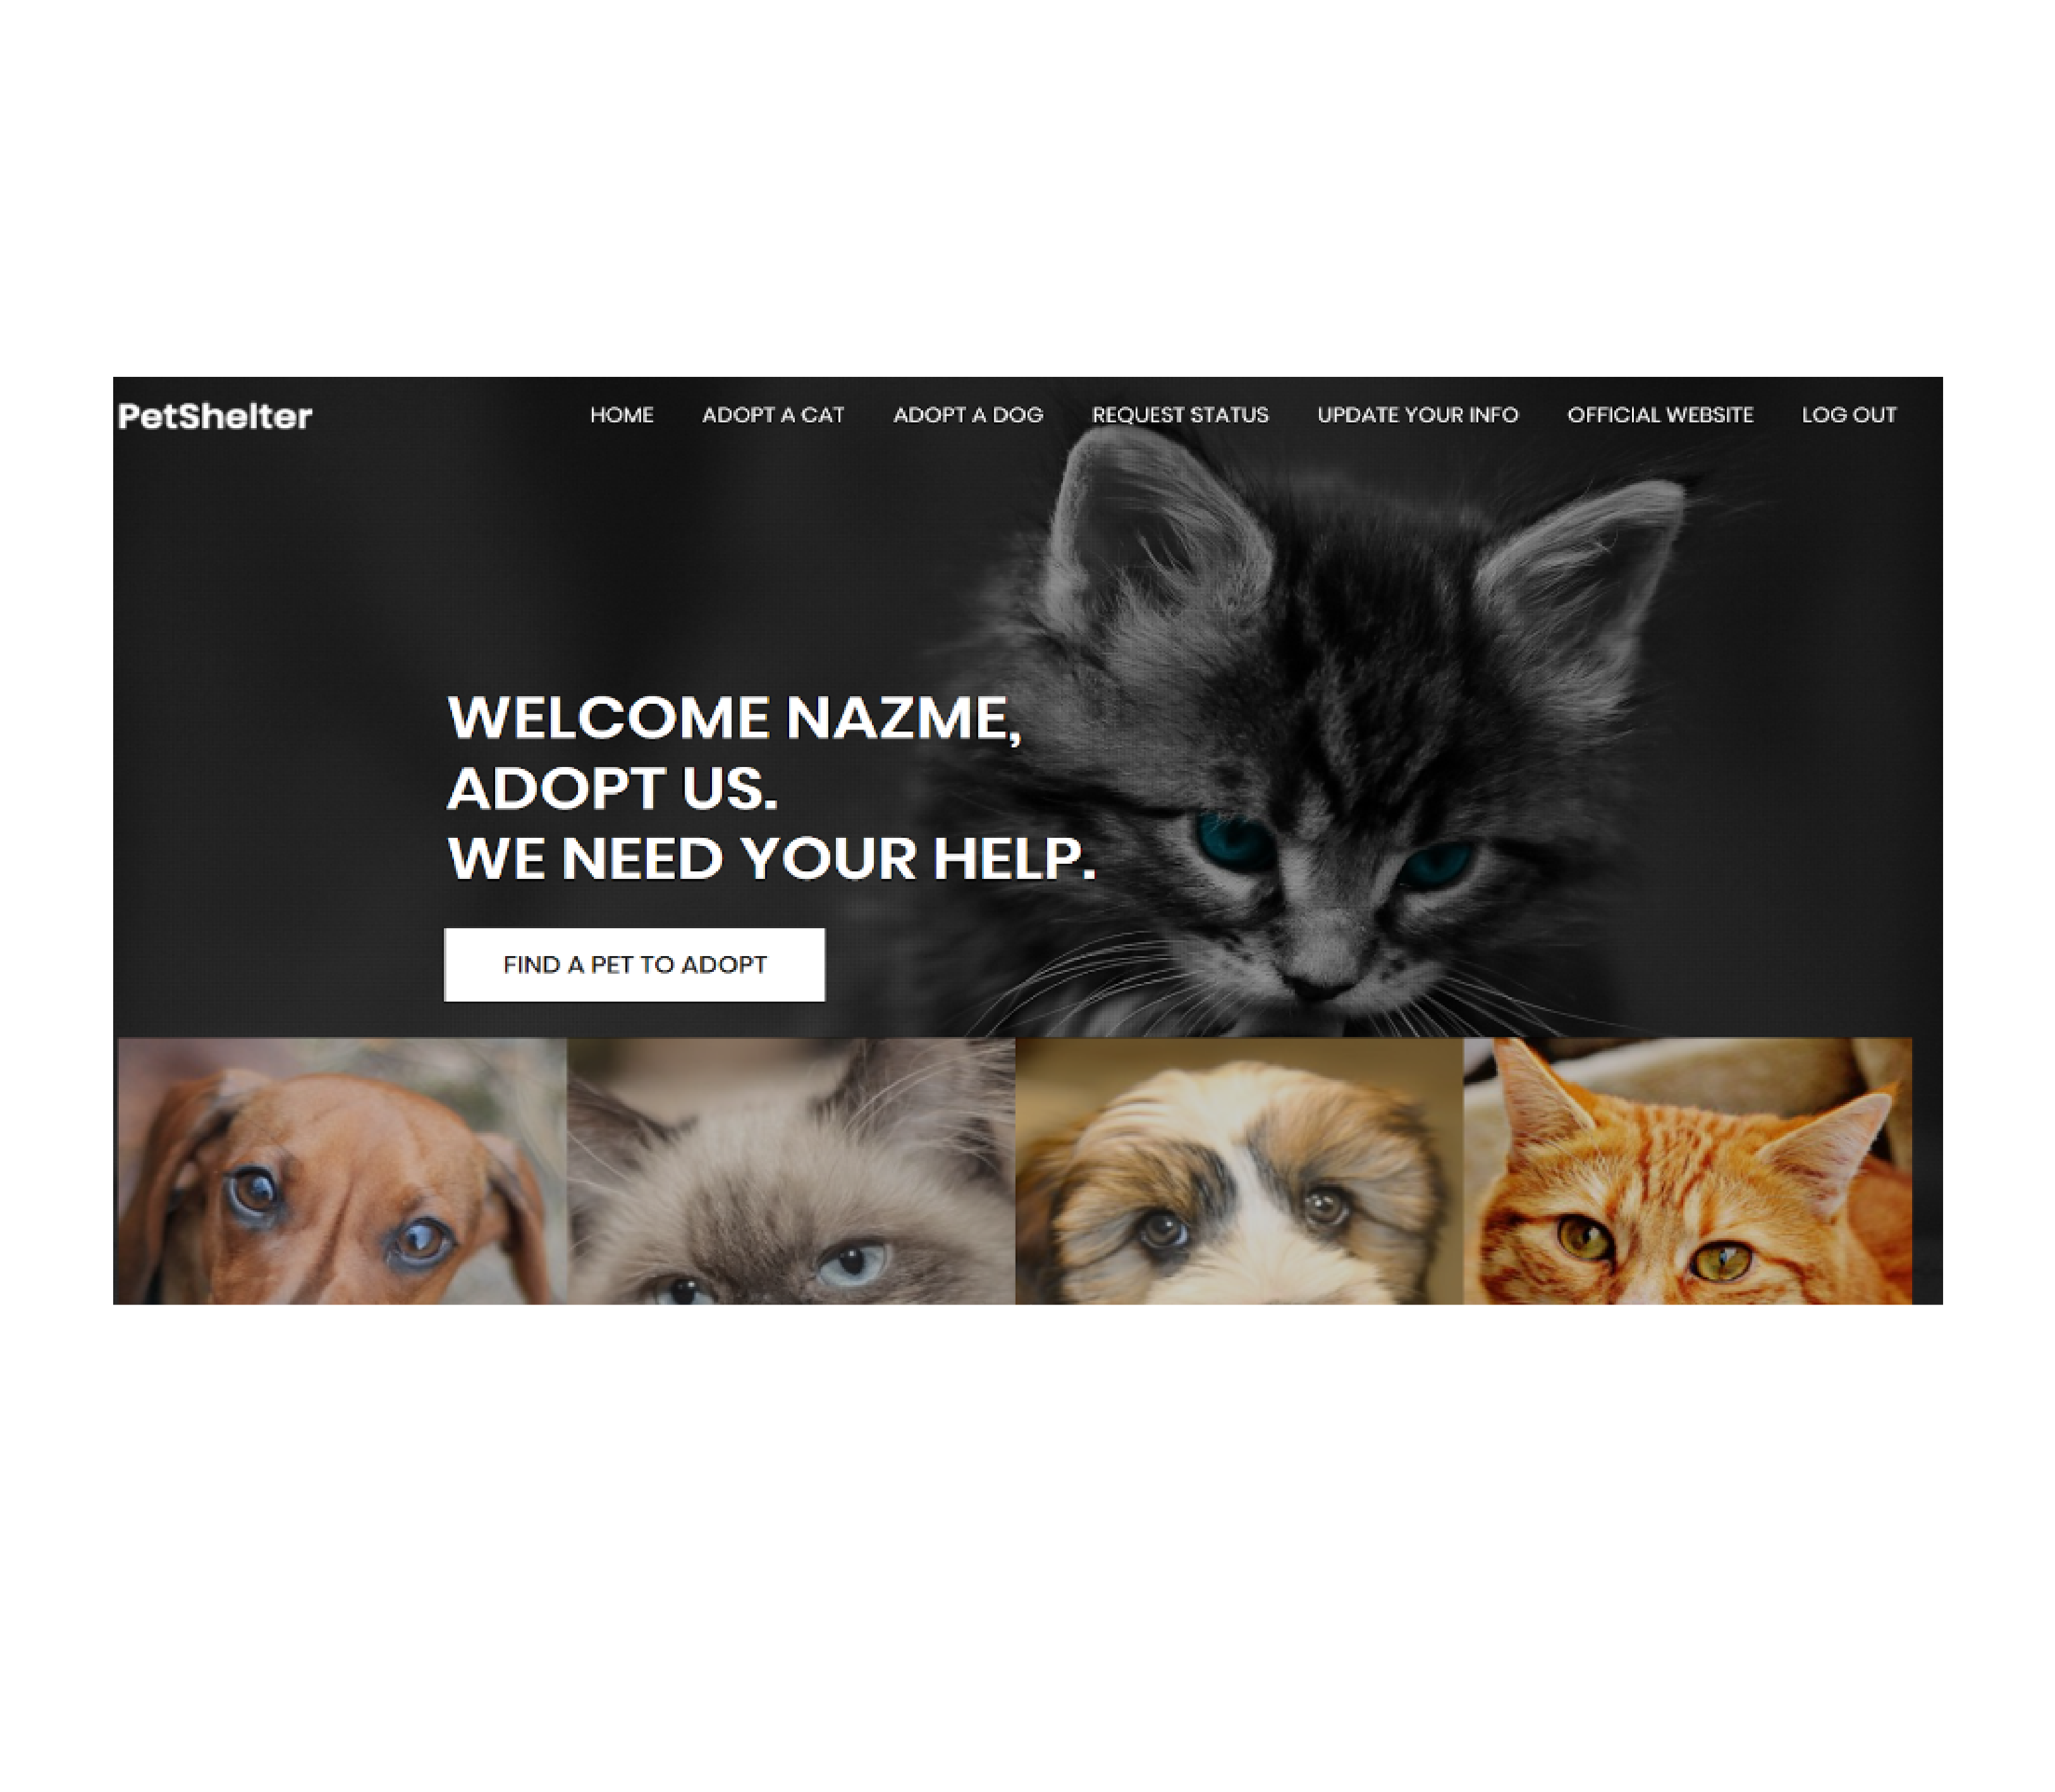 PetShelter
HOME ADOPT A CAT ADOPT A DOG REQUEST STATUS UPDATE YOUR INFO OFFICIAL WEBSITE LOG OUT
WELCOME NAZME,
ADOPT US.
WE NEED YOUR HELP.
FIND A PET TO ADOPT